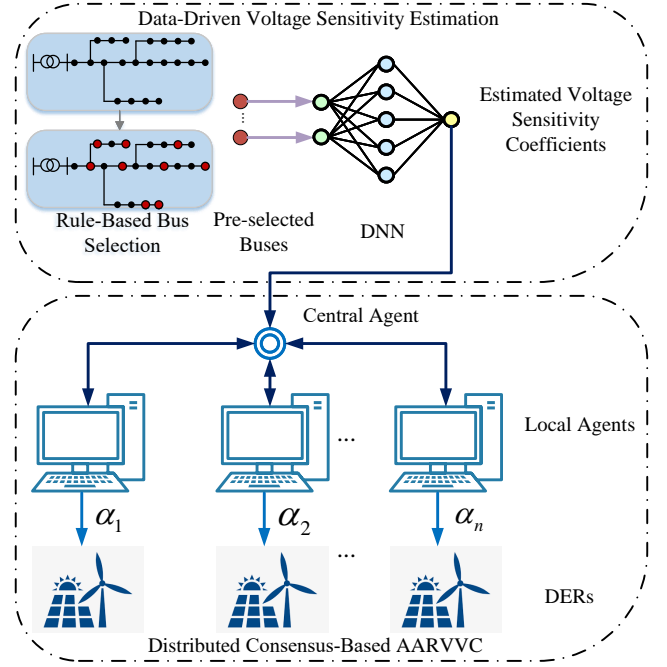 Data-Driven Voltage Sensitivity Estimation
Estimated Voltage
Sensitivity
Coefficients
Rule-Based Bus
Selection
Pre-selected
Buses
DNN
Central Agent
Local Agents
...
α1
α2
αn
...
DERs
Distributed Consensus-Based AARVVC